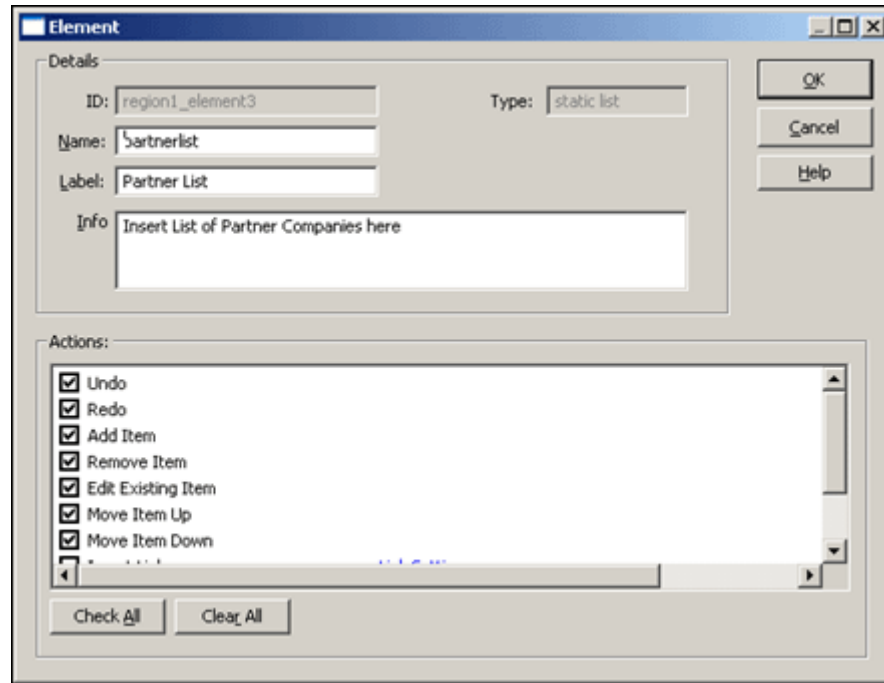 Element
Details
ID: region1_element3 Type: static list OK
Name: partnerlist Cancel
Label: Partner List Help
Info Insert List of Partner Companies here
Actions:
Undo
Redo
Add Item
Remove Item
Edit Existing Item
Move Item Up
Move Item Down
Check All Clear All